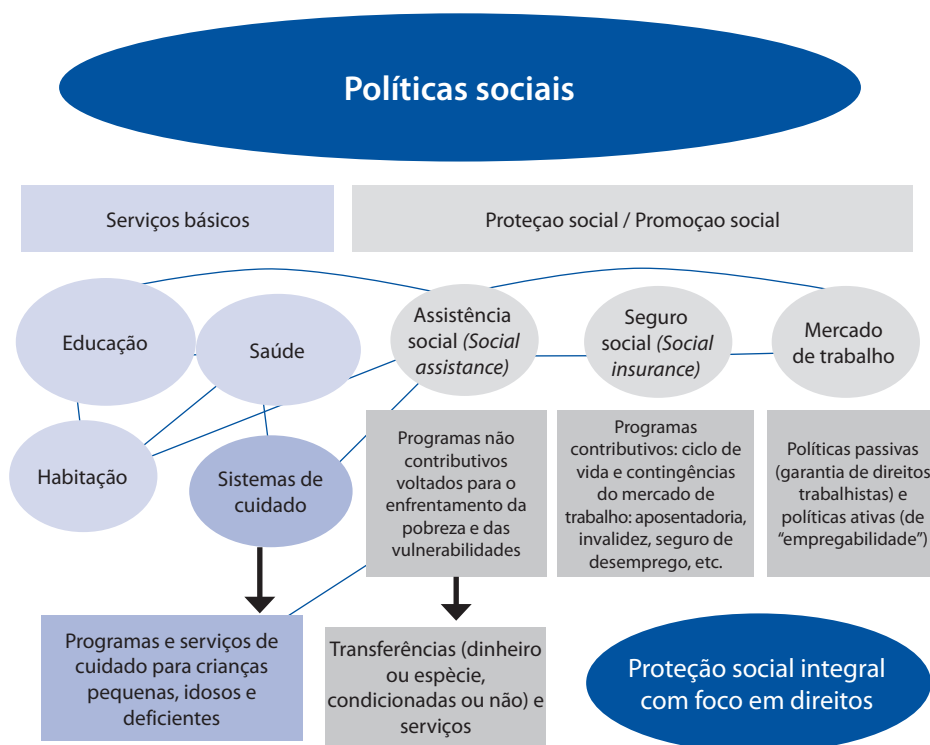 Políticas sociais
Serviços básicos
Proteçao social / Promoçao social
Educação
Saúde
Assistência
social (Social
assistance)
Seguro
social (Social
insurance)
Mercado
de trabalho
Habitação
Sistemas de
cuidado
Programas não
contributivos
voltados para o
enfrentamento da
pobreza e das
vulnerabilidades
Programas
contributivos: ciclo de
vida e contingências
do mercado de
trabalho: aposentadoria,
invalidez, seguro de
desemprego, etc.
Políticas passivas
(garantia de direitos
trabalhistas) e
políticas ativas (de
“empregabilidade”)
Programas e serviços de
cuidado para crianças
pequenas, idosos e
deficientes
Transferências (dinheiro
ou espècie,
condicionadas ou não) e
serviços
Proteção social integral
com foco em direitos